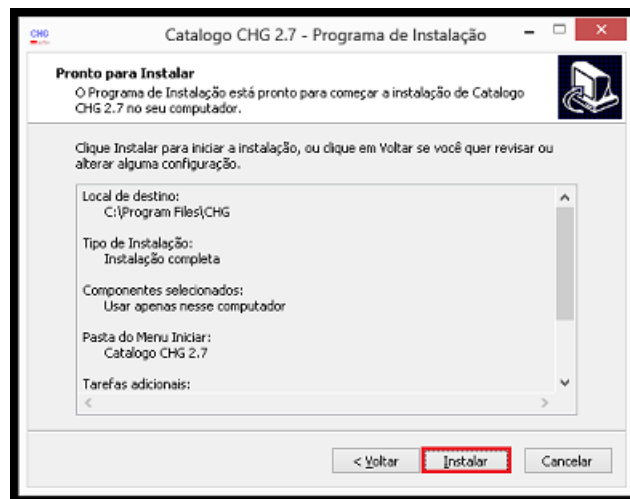 CHG
Catalogo CHG 2.7 - Programa de Instalação
Pronto para Instalar
O Programa de Instalação está pronto para começar a instalação de Catalogo
CHG 2.7 no seu computador.
Clique Instalar para iniciar a instalação, ou clique em Voltar se você quer revisar ou
alterar alguma configuração.
Local de destino:
C:\Program Files\CHG
Tipo de Instalação:
Instalação completa
Componentes selecionados:
Usar apenas nesse computador
Pasta do Menu Iniciar:
Catalogo CHG 2.7
Tarefas adicionais:
< Voltar Instalar Cancelar